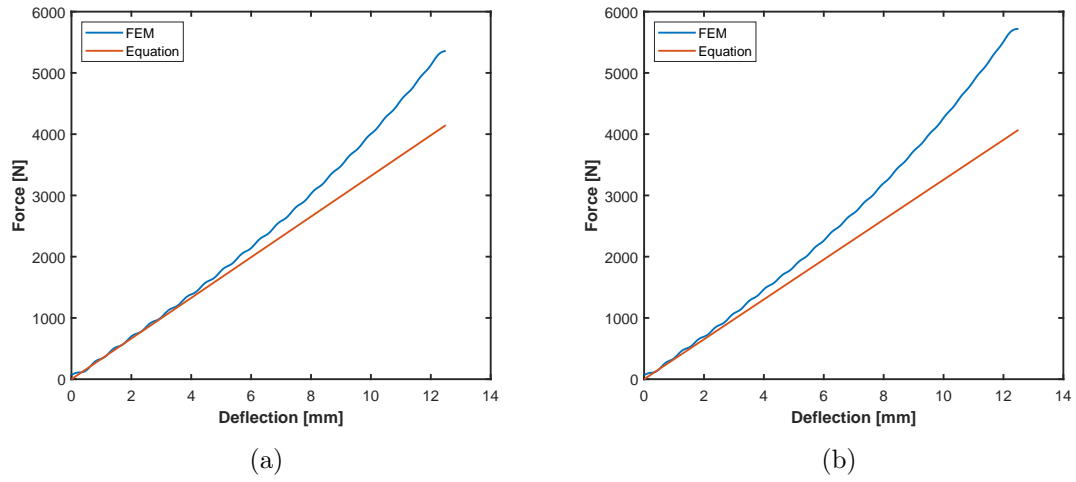 6000
5000
4000
3000
2000
1000
0
Force [N]
FEM
Equation
0 2 4 6 8 10 12 14
Deflection [mm]
(a)
6000
5000
4000
3000
2000
1000
0
Force [N]
FEM
Equation
0 2 4 6 8 10 12 14
Deflection [mm]
(b)